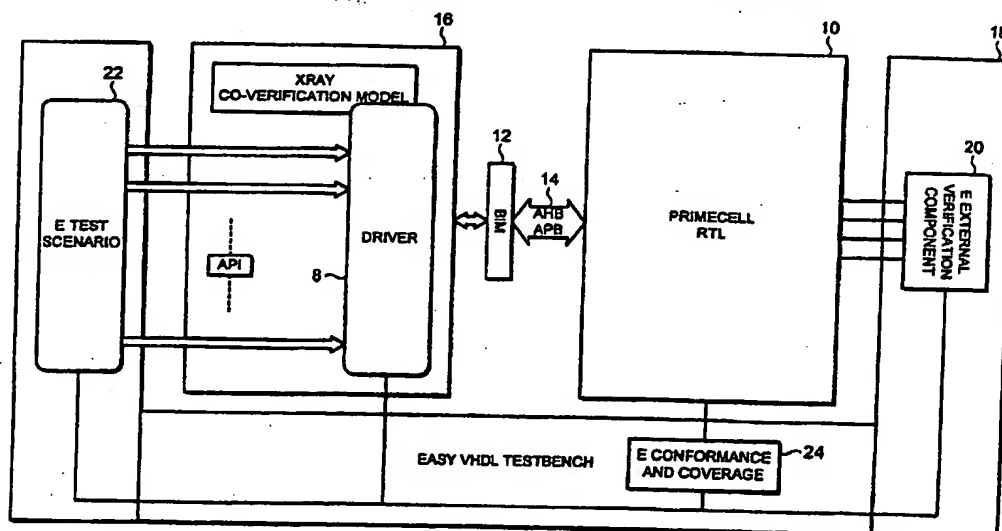 16
10
18
22
XRAY
CO-VERIFICATION MODEL
12
20
14
E TEST
SCENARIO
API
8
DRIVER
BIM
AHB
APB
PRIMECELL
RTL
E EXTERNAL
VERIFICATION
COMPONENT
EASY VHDL TESTBENCH
E CONFORMANCE
AND COVERAGE
24